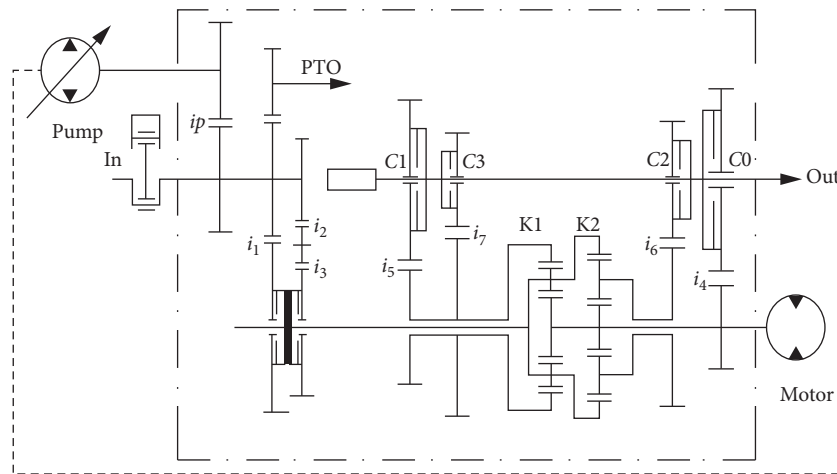 PTO
ip
Pump
In
C1
C3
C2
C0
Out
i2
i1
i3
i7
K1
K2
i5
i6
i4
Motor